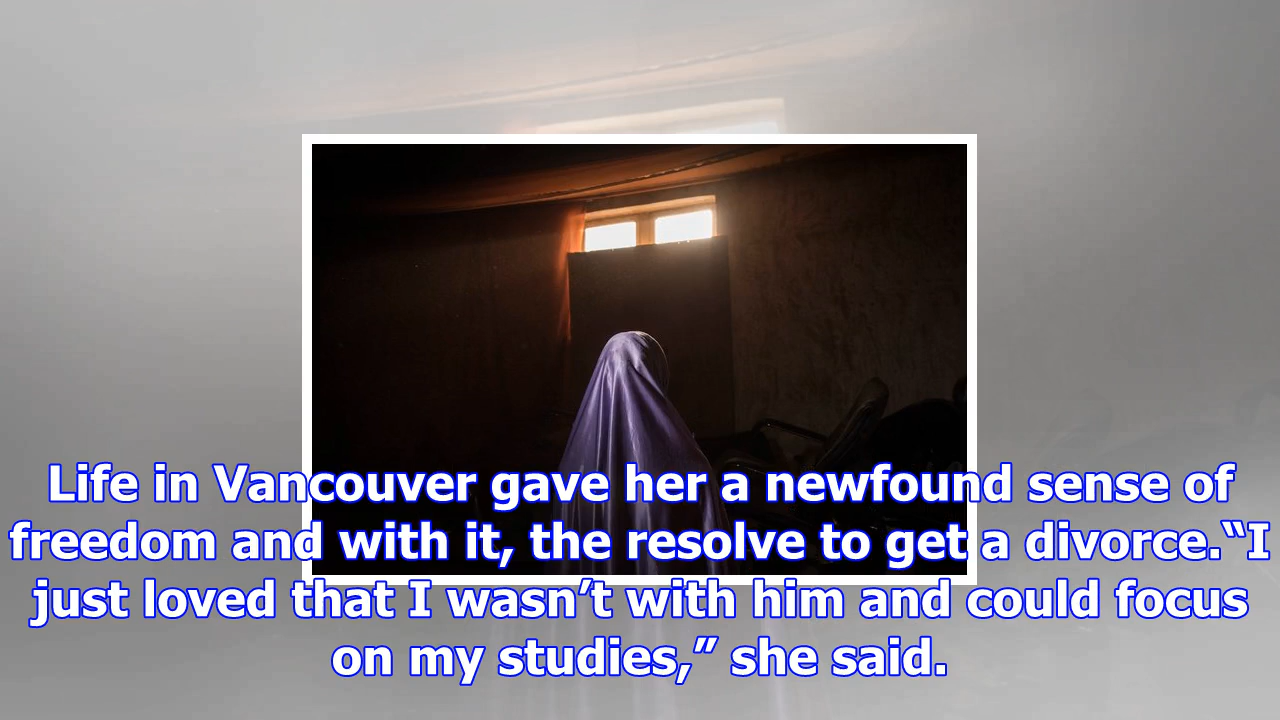 Life in Vancouver gave her a newfound sense of
freedom and with it, the resolve to get a divorce.“I
just loved that I wasn’t with him and could focus
on my studies,” she said.